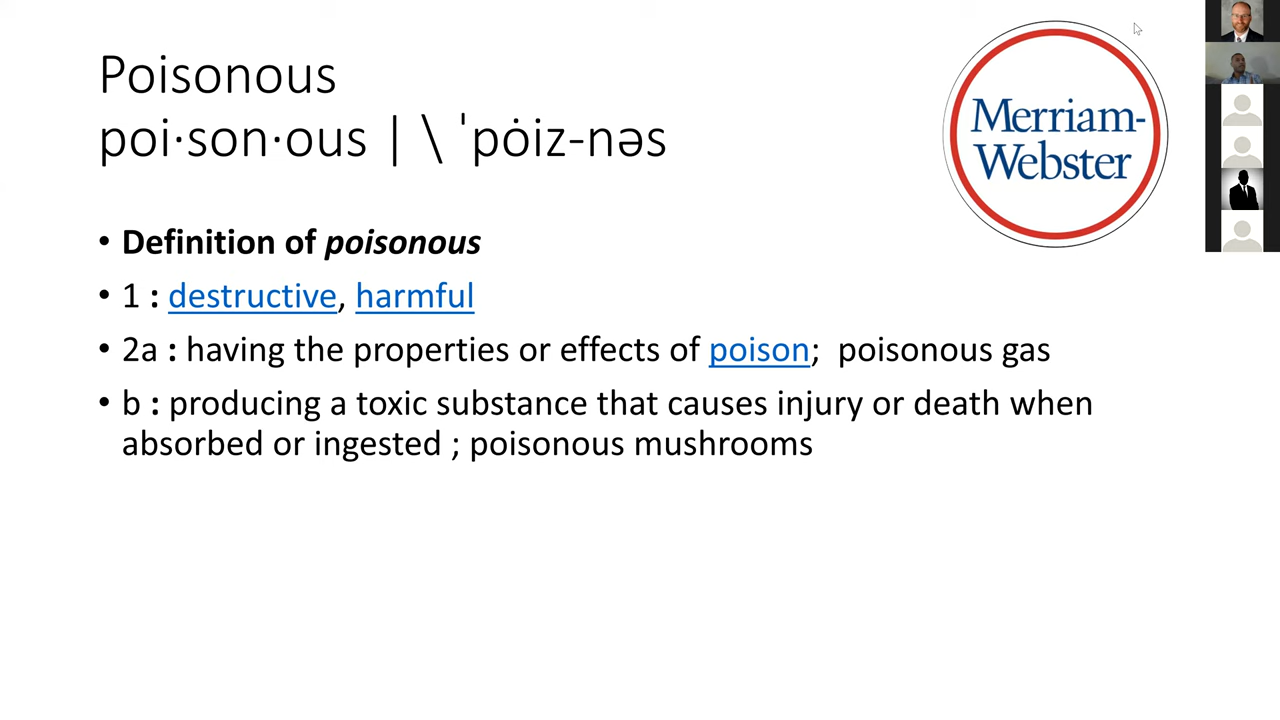 Poisonous
poi·son·ous | \ ˈpȯiz-nəs
Merriam-
Webster
• Definition of poisonous
• 1 : destructive, harmful
• 2a : having the properties or effects of poison;  poisonous gas
• b : producing a toxic substance that causes injury or death when
absorbed or ingested ; poisonous mushrooms